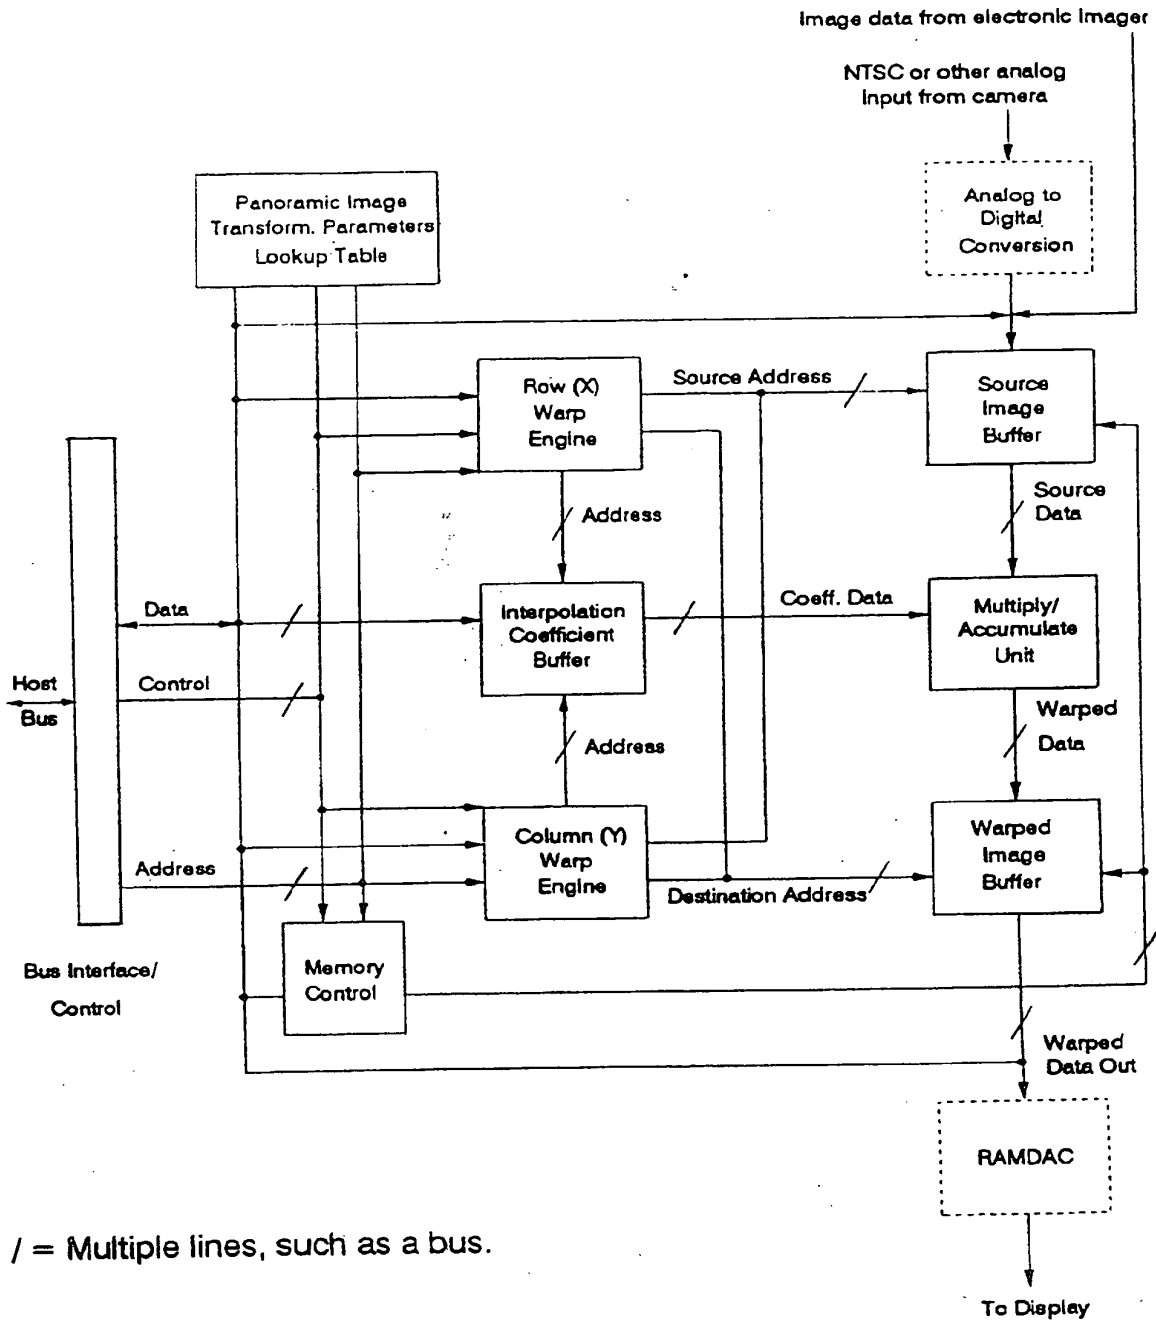 Image data from electronic imager
NTSC or other analog
input from camera
Analog to
Digital
Conversion
Panoramic Image
Transform. Parameters
Lookup Table
Row (X)
Warp
Engine
Source Address
Source
Image
Buffer
Address
Source
Data
Data
Interpolation
Coefficient
Buffer
Coeff. Data
Multiply/
Accumulate
Unit
Host
Bus
Control
Address
Warped
Data
Address
Column (Y)
Warp
Engine
Destination Address
Warped
Image
Buffer
Bus Interface/
Control
Memory
Control
Warped
Data Out
RAMDAC
/ = Multiple lines, such as a bus.
To Display